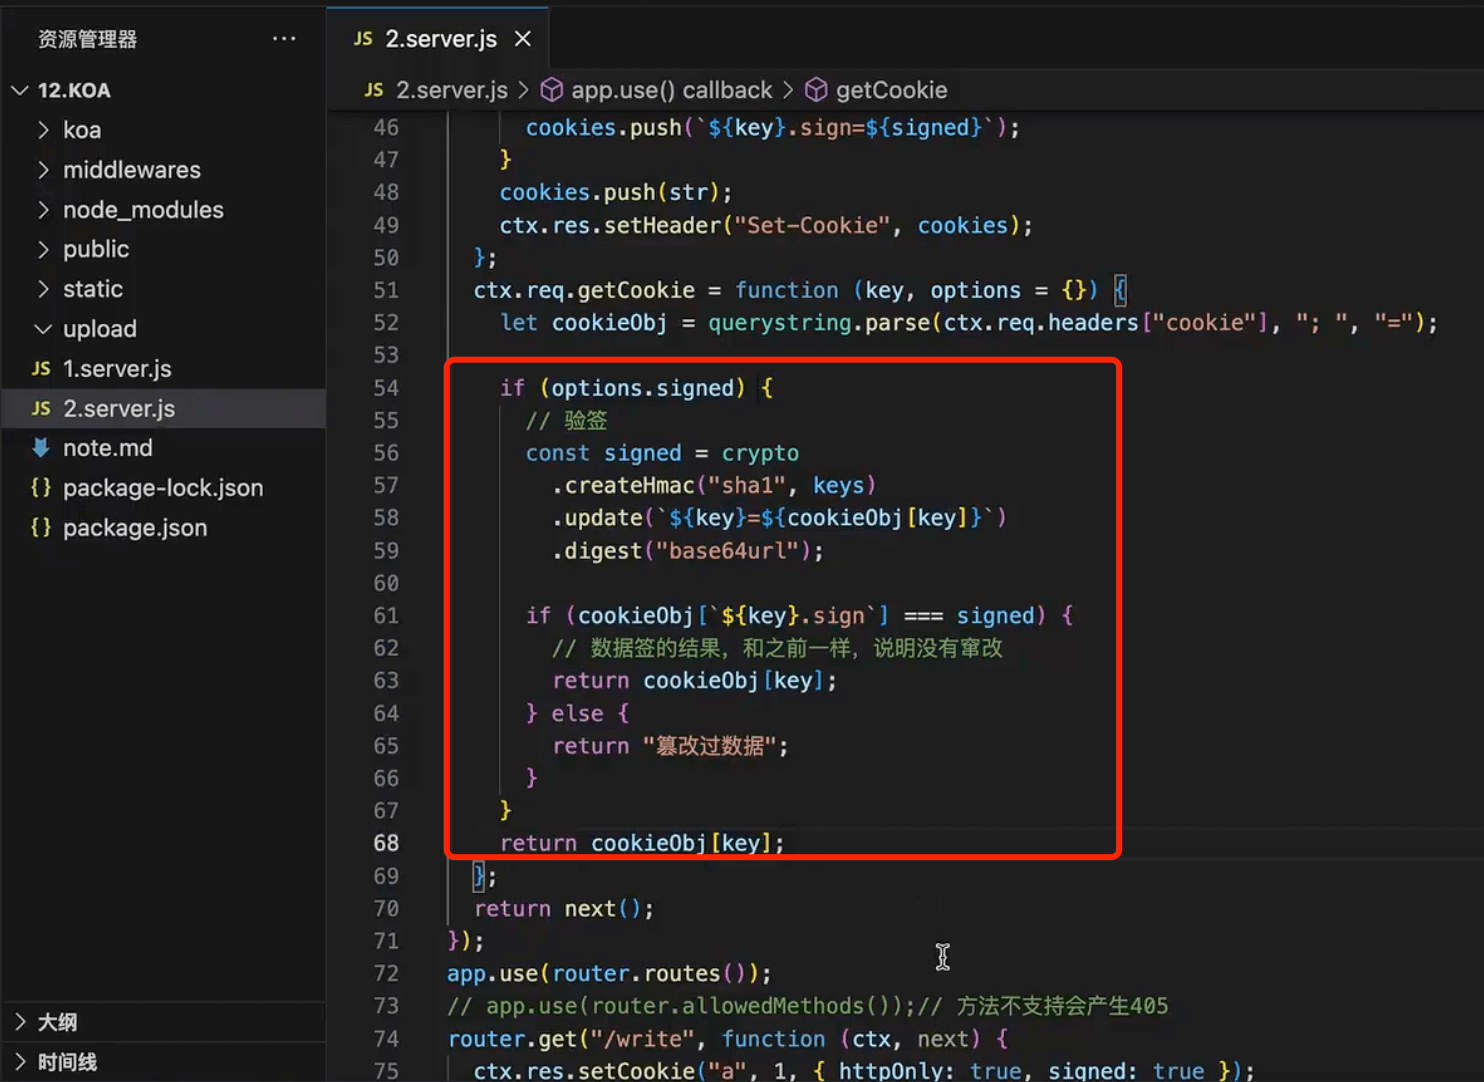 资源管理器
12.KOA
koa
middlewares
node_modules
public
static
upload
JS 1.server.js
JS 2.server.js
note.md
{} package-lock.json
{} package.json
大纲
时间线
JS 2.server.js
JS 2.server.js > app.use() callback > getCookie
46 cookies.push(`${key}.sign=${signed}`);
47 }
48 cookies.push(str);
49 ctx.res.setHeader("Set-Cookie", cookies);
50 };
51 ctx.req.getCookie = function (key, options = {}) {
52 let cookieObj = querystring.parse(ctx.req.headers["cookie"], "; ", "=");
53
54 if (options.signed) {
55 // 验签
56 const signed = crypto
57 .createHmac("sha1", keys)
58 .update(`${key}=${cookieObj[key]}`)
59 .digest("base64url");
60
61 if (cookieObj[`${key}.sign`] === signed) {
62 // 数据签的结果，和之前一样，说明没有窜改
63 return cookieObj[key];
64 } else {
65 return "篡改过数据";
66 }
67 }
68 return cookieObj[key];
69 };
70 return next();
71 });
72 app.use(router.routes());
73 // app.use(router.allowedMethods());// 方法不支持会产生405
74 router.get("/write", function (ctx, next) {
75 ctx.res.setCookie("a", 1, { httpOnly: true, signed: true });